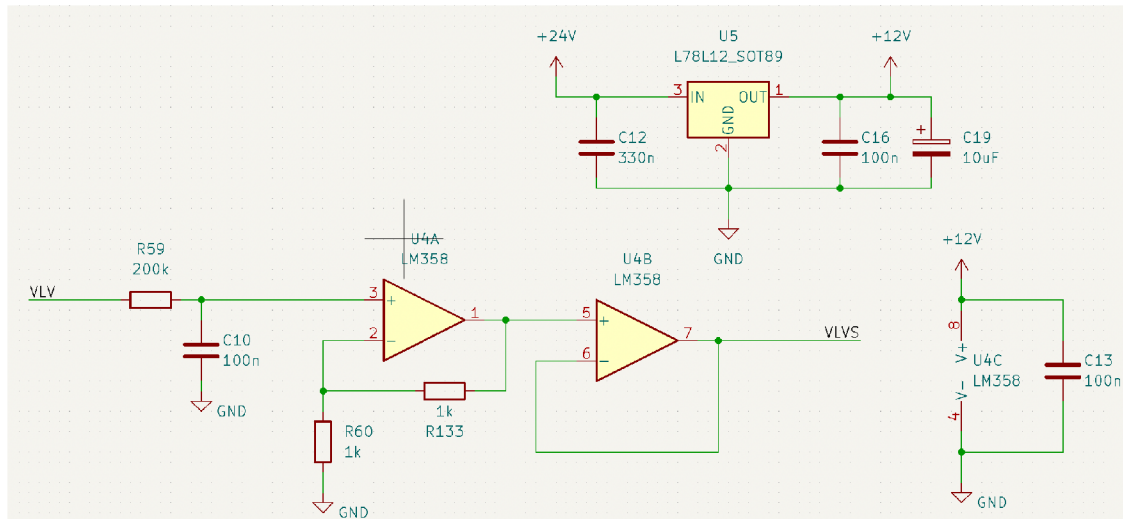 +24V
U5
L78L12_SOT89
+12V
3
IN
OUT
1
GND
2
C12
330n
C16
100n
+
C19
10uF
GND
R59
200k
VLV
C10
100n
GND
U4A
LM358
3
+
2
-
1
1k
R133
R60
1k
GND
U4B
LM358
5
+
6
-
7
VLVS
+12V
8
V+
U4C
LM358
V-
4
C13
100n
GND